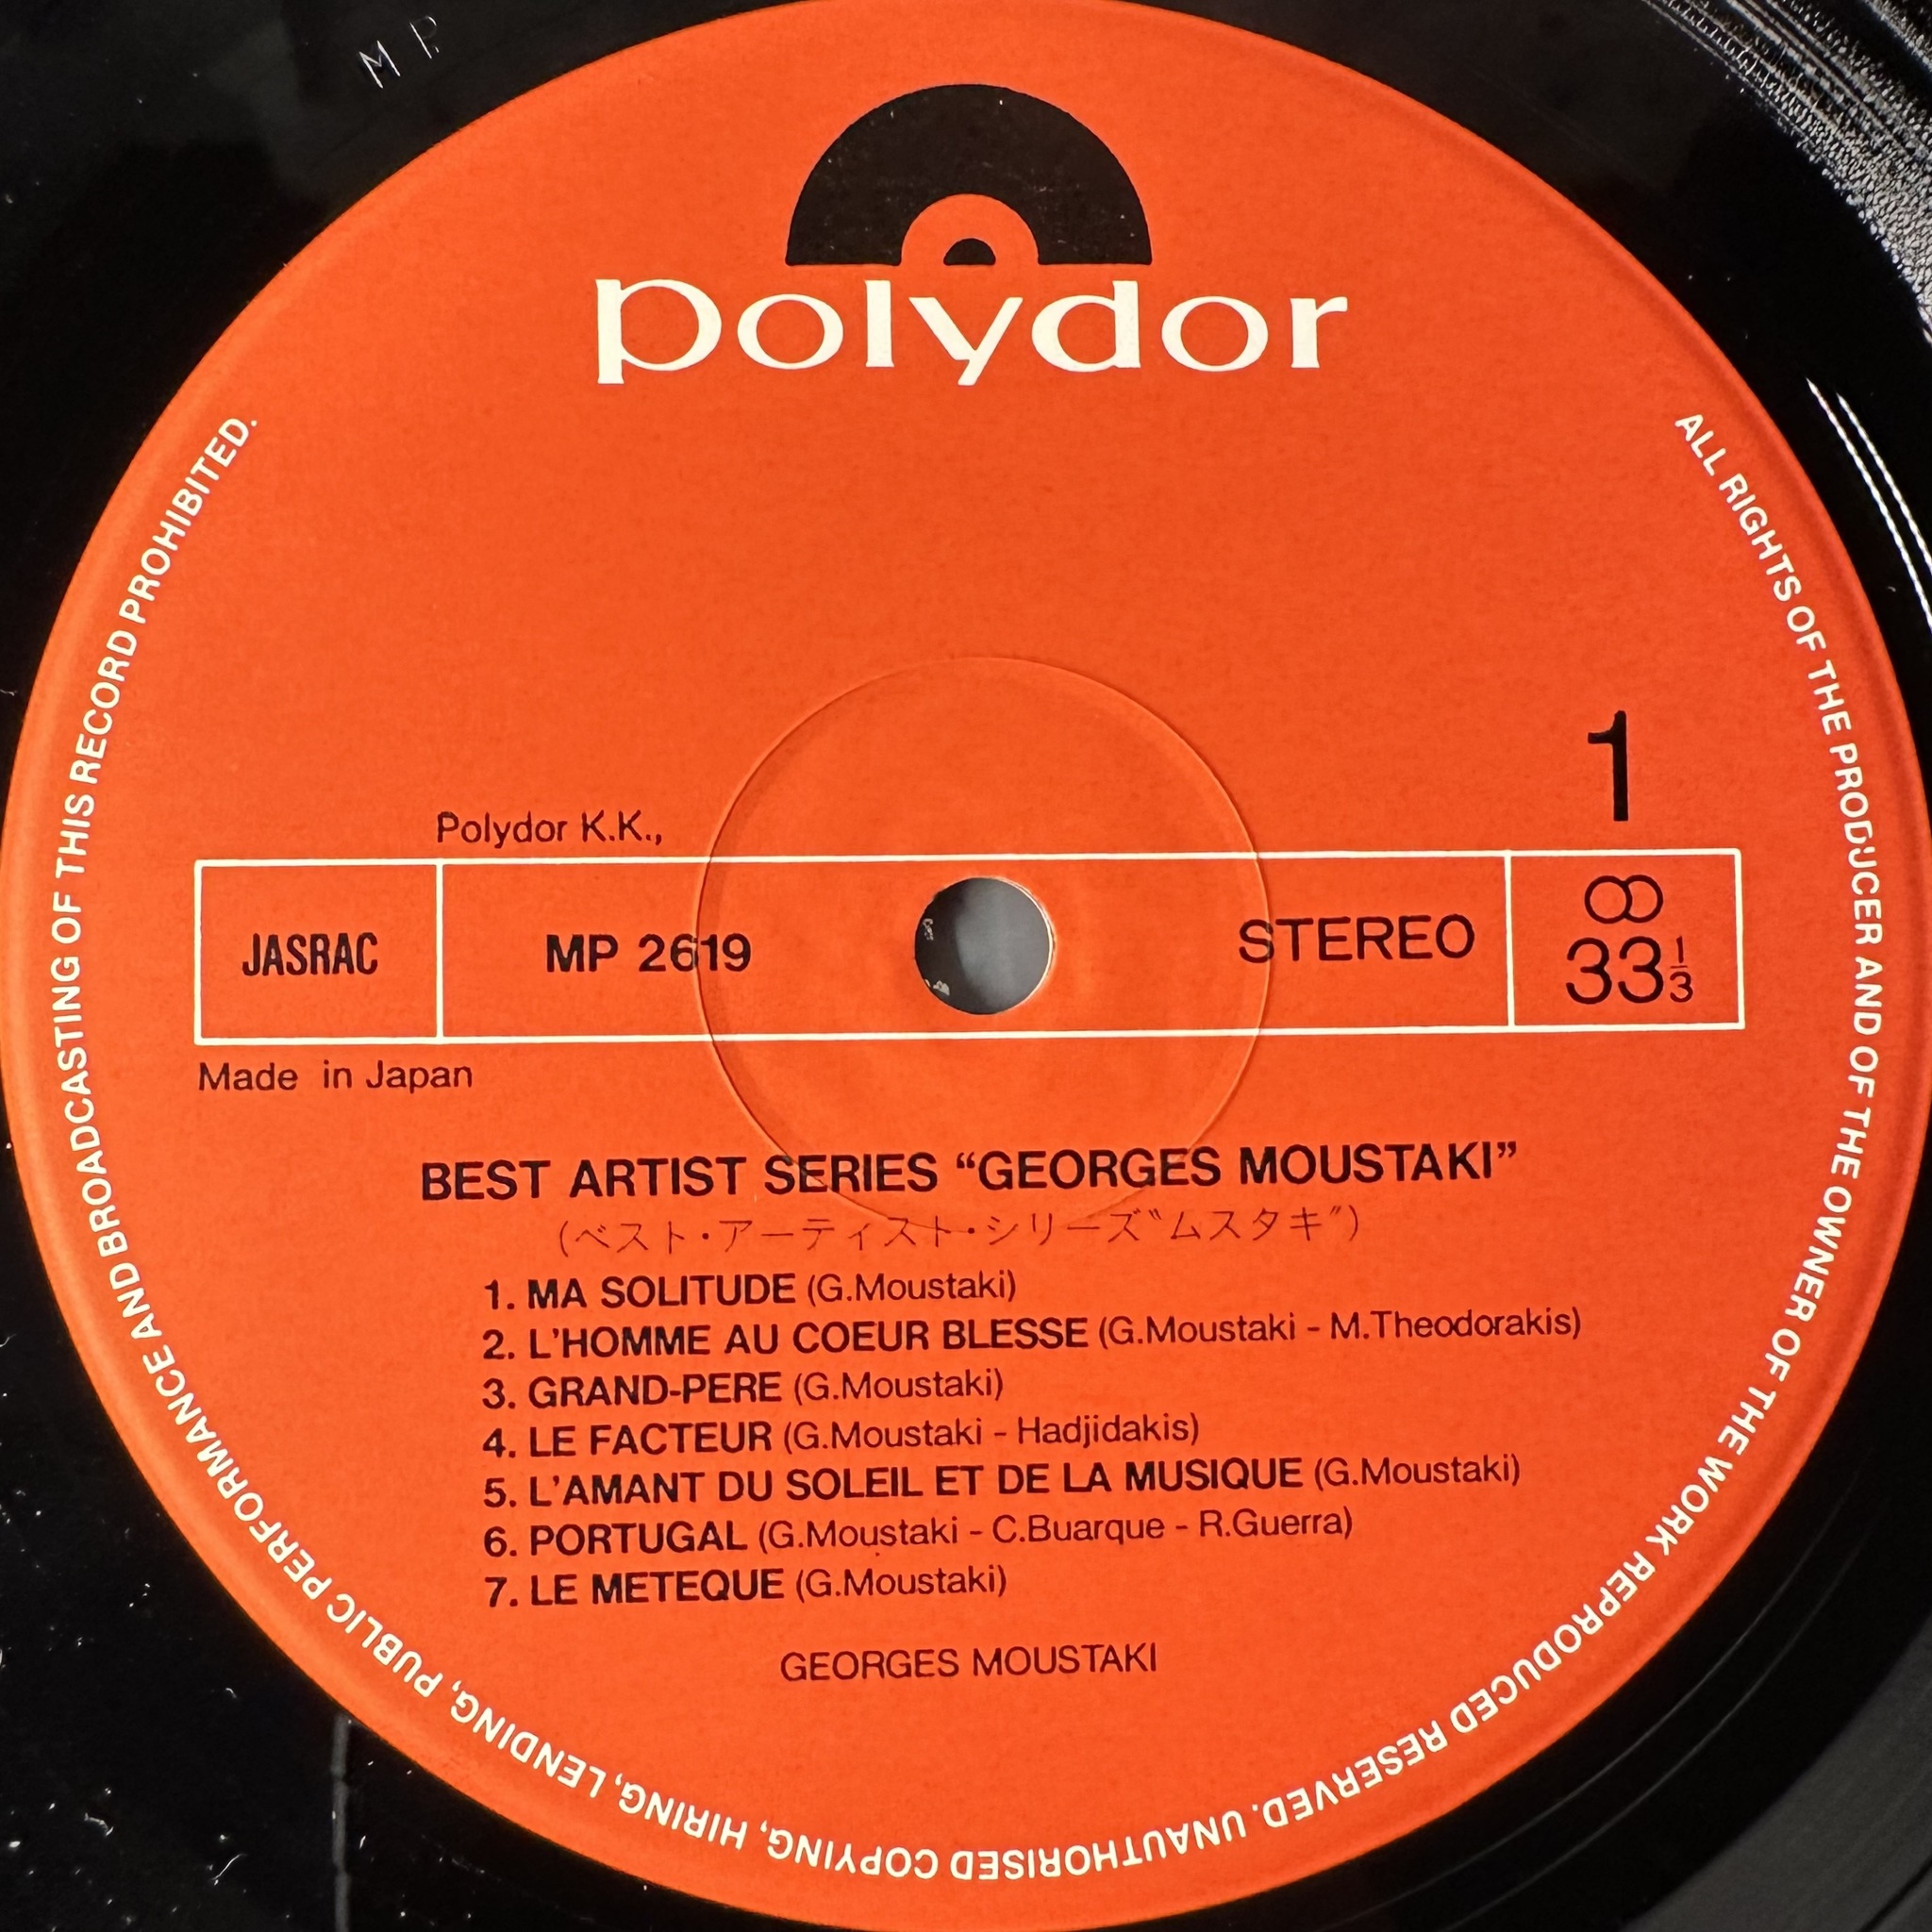 M P
polydor
ALL RIGHTS OF THE PRODUCER AND OF THE OWNER OF THE WORK REPRODUCED RESERVED. UNAUTHORISED COPYING, HIRING, LENDING, PUBLIC PERFORMANCE AND BROADCASTING OF THIS RECORD PROHIBITED.
1
Polydor K.K.,
JASRAC
MP 2619
STEREO
33 1/3
Made in Japan
BEST ARTIST SERIES “GEORGES MOUSTAKI”
(ベスト・アーティスト・シリーズ〝ムスタキ〞)
1. MA SOLITUDE (G.Moustaki)
2. L'HOMME AU COEUR BLESSE (G.Moustaki - M.Theodorakis)
3. GRAND-PERE (G.Moustaki)
4. LE FACTEUR (G.Moustaki - Hadjidakis)
5. L'AMANT DU SOLEIL ET DE LA MUSIQUE (G.Moustaki)
6. PORTUGAL (G.Moustaki - C.Buarque - R.Guerra)
7. LE METEQUE (G.Moustaki)
GEORGES MOUSTAKI